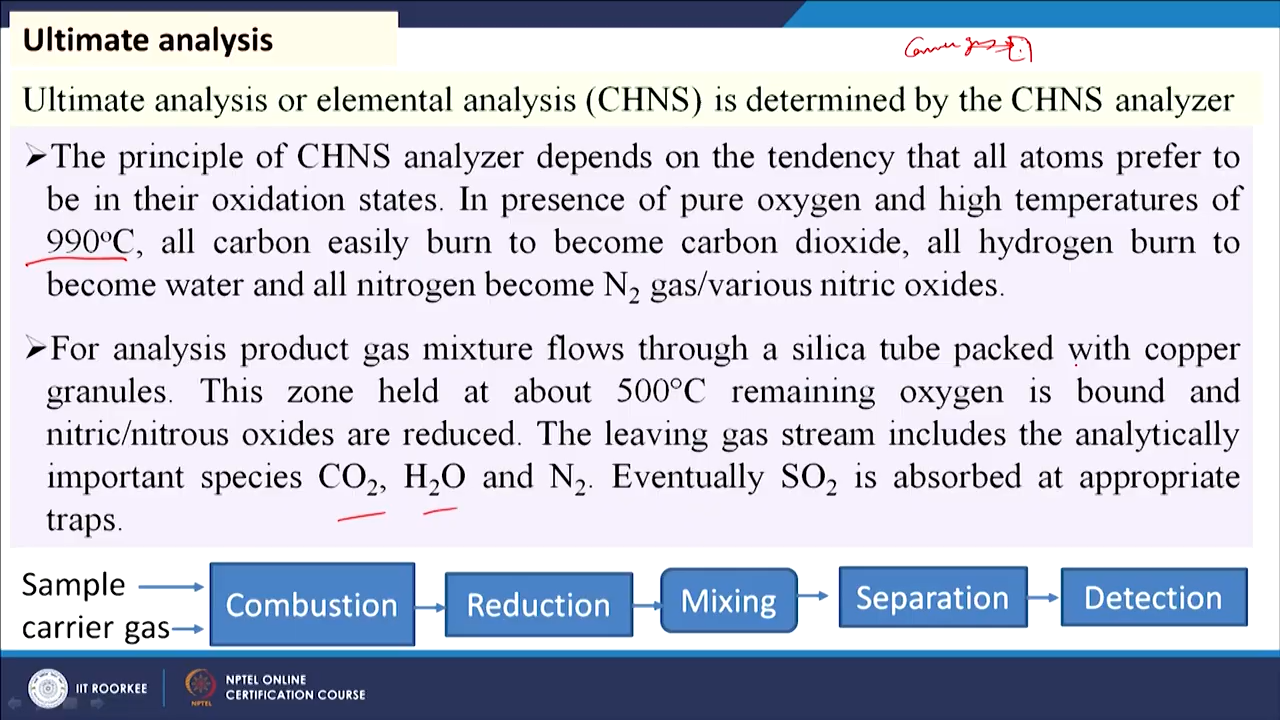 Ultimate analysis
Carrier gas
Ultimate analysis or elemental analysis (CHNS) is determined by the CHNS analyzer
➢The principle of CHNS analyzer depends on the tendency that all atoms prefer to
be in their oxidation states. In presence of pure oxygen and high temperatures of
990°C, all carbon easily burn to become carbon dioxide, all hydrogen burn to
become water and all nitrogen become N₂ gas/various nitric oxides.
➢For analysis product gas mixture flows through a silica tube packed with copper
granules. This zone held at about 500°C remaining oxygen is bound and
nitric/nitrous oxides are reduced. The leaving gas stream includes the analytically
important species CO₂, H₂O and N₂. Eventually SO₂ is absorbed at appropriate
traps.
Sample
carrier gas
Combustion
Reduction
Mixing
Separation
Detection
IIT ROORKEE
NPTEL
NPTEL ONLINE
CERTIFICATION COURSE